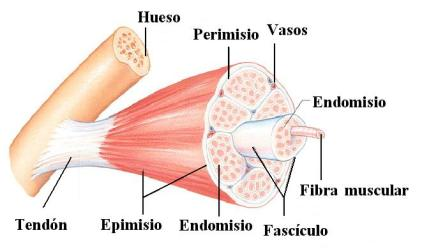 Hueso
Perimisio
Vasos
Endomisio
Fibra muscular
Tendón
Epimisio
Endomisio
Fascículo